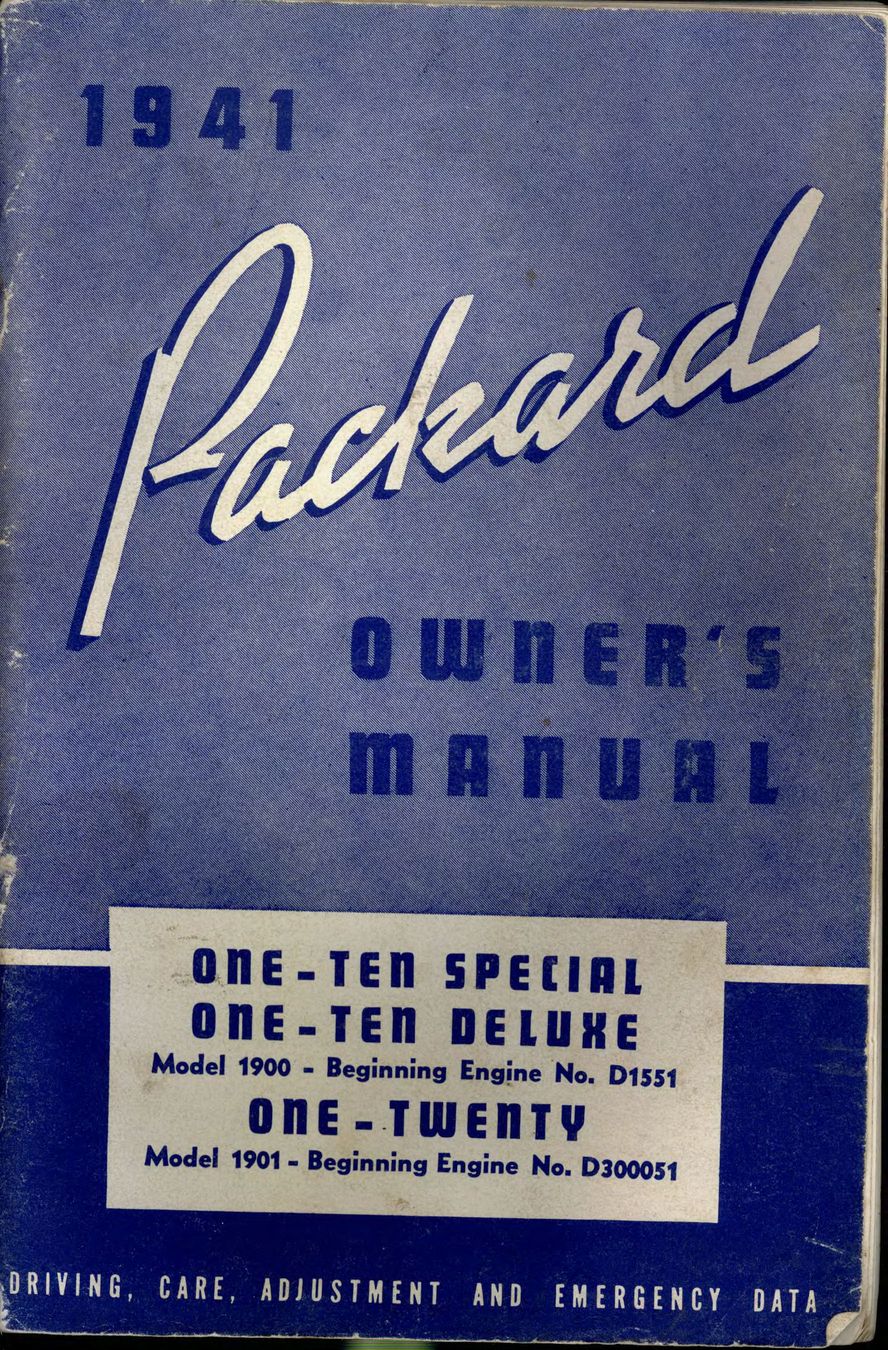 1941
Packard
OWNER'S
MANUAL
ONE-TEN SPECIAL
ONE-TEN DELUXE
Model 1900 - Beginning Engine No. D1551
ONE-TWENTY
Model 1901 - Beginning Engine No. D300051
DRIVING, CARE, ADJUSTMENT AND EMERGENCY DATA